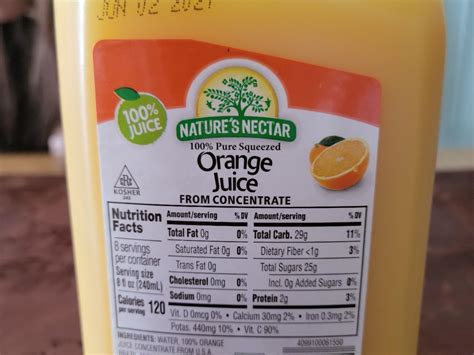 JUN 02 2021
100%
JUICE
NATURE'S NECTAR
100% Pure Squeezed
Orange
Juice
FROM CONCENTRATE
KOSHER
Nutrition
Facts
8 servings
per container
Serving size
8 fl oz (240mL)
Calories
per serving 120
Amount/serving % DV
Total Fat 0g 0%
Saturated Fat 0g 0%
Trans Fat 0g
Cholesterol 0mg 0%
Sodium 0mg 0%
Amount/serving % DV
Total Carb. 29g 11%
Dietary Fiber <1g 3%
Total Sugars 25g
Incl. 0g Added Sugars 0%
Protein 2g 3%
Vit. D 0mcg 0% • Calcium 30mg 2% • Iron 0.3mg 2%
Potas. 440mg 10% • Vit. C 90%
INGREDIENTS: WATER, 100% ORANGE
JUICE CONCENTRATE FROM U.S.A
4099100061550